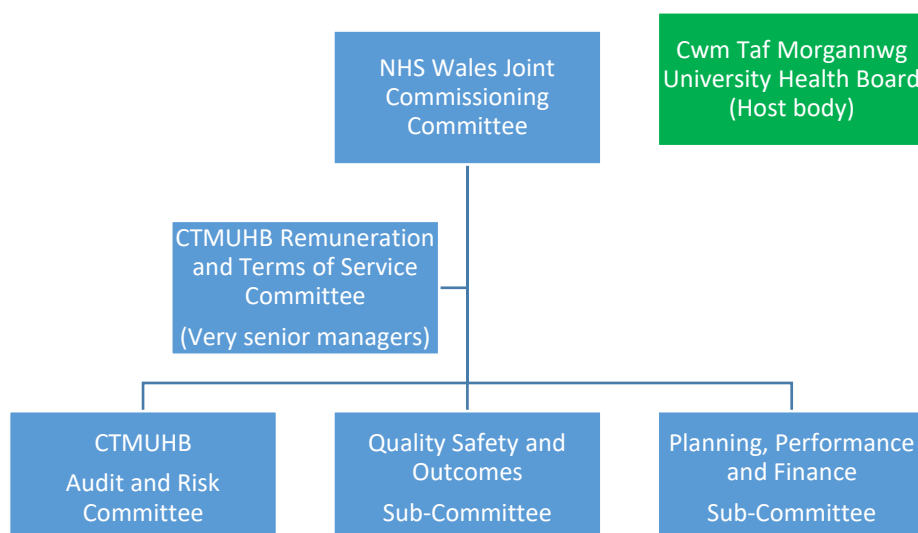 NHS Wales Joint
Commissioning
Committee
Cwm Taf Morgannwg
University Health Board
(Host body)
CTMUHB Remuneration
and Terms of Service
Committee
(Very senior managers)
CTMUHB
Audit and Risk
Committee
Quality Safety and
Outcomes
Sub-Committee
Planning, Performance
and Finance
Sub-Committee